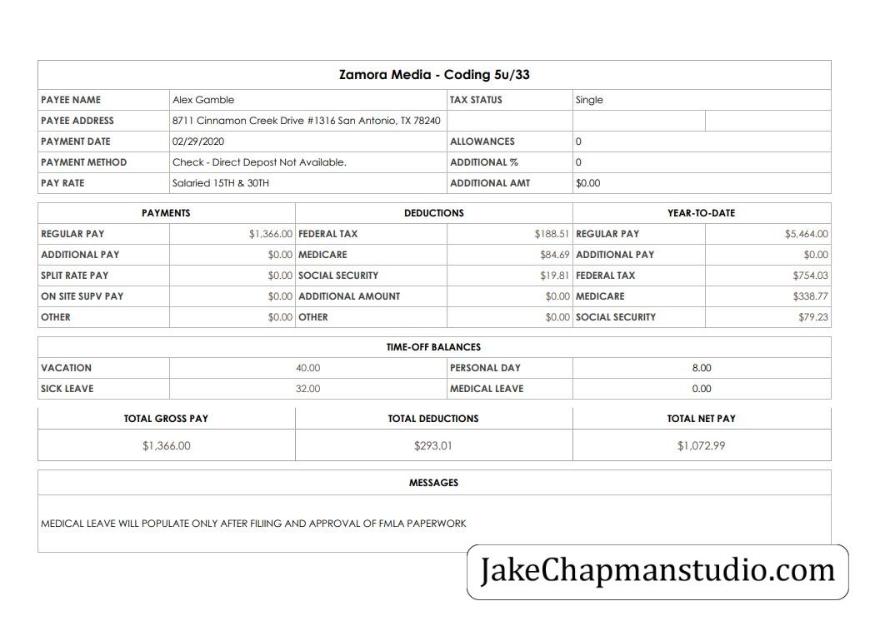 Zamora Media - Coding 5u/33
PAYEE NAME Alex Gamble TAX STATUS Single
PAYEE ADDRESS 8711 Cinnamon Creek Drive #1316 San Antonio, TX 78240
PAYMENT DATE 02/29/2020 ALLOWANCES 0
PAYMENT METHOD Check - Direct Depost Not Available. ADDITIONAL % 0
PAY RATE Salaried 15TH & 30TH ADDITIONAL AMT $0.00
PAYMENTS DEDUCTIONS YEAR-TO-DATE
REGULAR PAY $1,366.00 FEDERAL TAX $188.51 REGULAR PAY $5,464.00
ADDITIONAL PAY $0.00 MEDICARE $84.69 ADDITIONAL PAY $0.00
SPLIT RATE PAY $0.00 SOCIAL SECURITY $19.81 FEDERAL TAX $754.03
ON SITE SUPV PAY $0.00 ADDITIONAL AMOUNT $0.00 MEDICARE $338.77
OTHER $0.00 OTHER $0.00 SOCIAL SECURITY $79.23
TIME-OFF BALANCES
VACATION 40.00 PERSONAL DAY 8.00
SICK LEAVE 32.00 MEDICAL LEAVE 0.00
TOTAL GROSS PAY TOTAL DEDUCTIONS TOTAL NET PAY
$1,366.00 $293.01 $1,072.99
MESSAGES
MEDICAL LEAVE WILL POPULATE ONLY AFTER FILIING AND APPROVAL OF FMLA PAPERWORK
JakeChapmanstudio.com